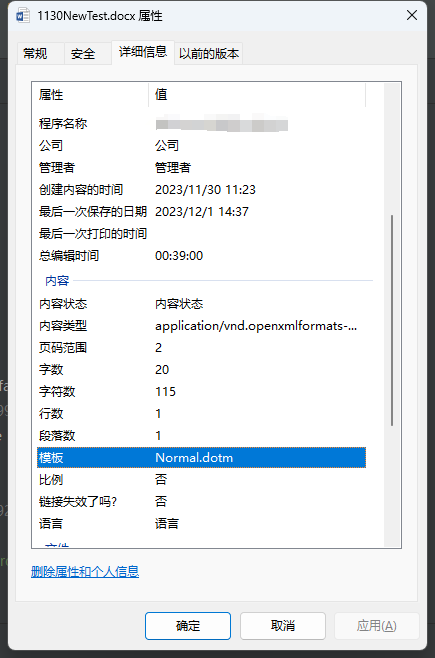 1130NewTest.docx 属性
常规 安全 详细信息 以前的版本
属性 值
程序名称
公司 公司
管理者 管理者
创建内容的时间 2023/11/30 11:23
最后一次保存的日期 2023/12/1 14:37
最后一次打印的时间
总编辑时间 00:39:00
内容
内容状态 内容状态
内容类型 application/vnd.openxmlformats-...
页码范围 2
字数 20
字符数 115
行数 1
段落数 1
模板 Normal.dotm
比例 否
链接失效了吗? 否
语言 语言
删除属性和个人信息
确定 取消 应用(A)